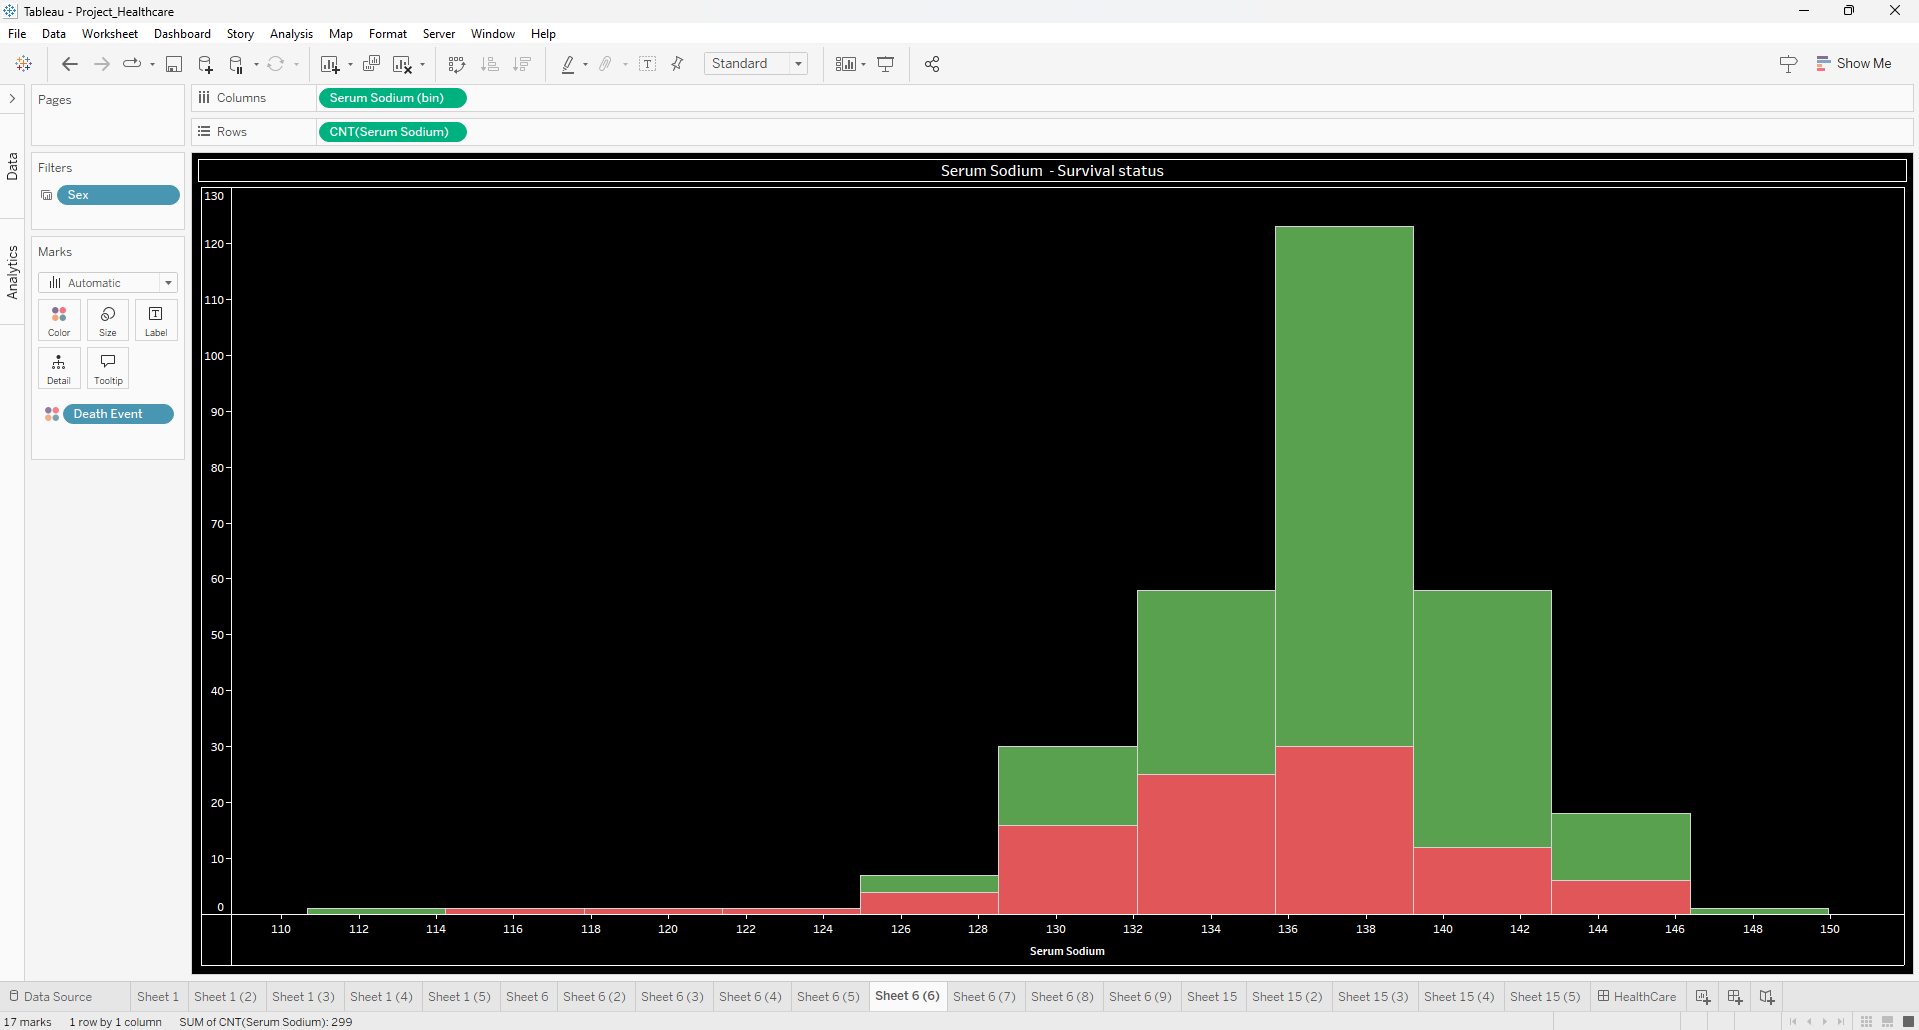 Tableau - Project_Healthcare
File Data Worksheet Dashboard Story Analysis Map Format Server Window Help
Standard
Show Me
Data
Analytics
Pages
Filters
Sex
Marks
Automatic
Color Size Label
Detail Tooltip
Death Event
Columns Serum Sodium (bin)
Rows CNT(Serum Sodium)
Serum Sodium - Survival status
130
120
110
100
90
80
70
60
50
40
30
20
10
0
110 112 114 116 118 120 122 124 126 128 130 132 134 136 138 140 142 144 146 148 150
Serum Sodium
Data Source Sheet 1 Sheet 1 (2) Sheet 1 (3) Sheet 1 (4) Sheet 1 (5) Sheet 6 Sheet 6 (2) Sheet 6 (3) Sheet 6 (4) Sheet 6 (5) Sheet 6 (6) Sheet 6 (7) Sheet 6 (8) Sheet 6 (9) Sheet 15 Sheet 15 (2) Sheet 15 (3) Sheet 15 (4) Sheet 15 (5) HealthCare
17 marks 1 row by 1 column SUM of CNT(Serum Sodium): 299